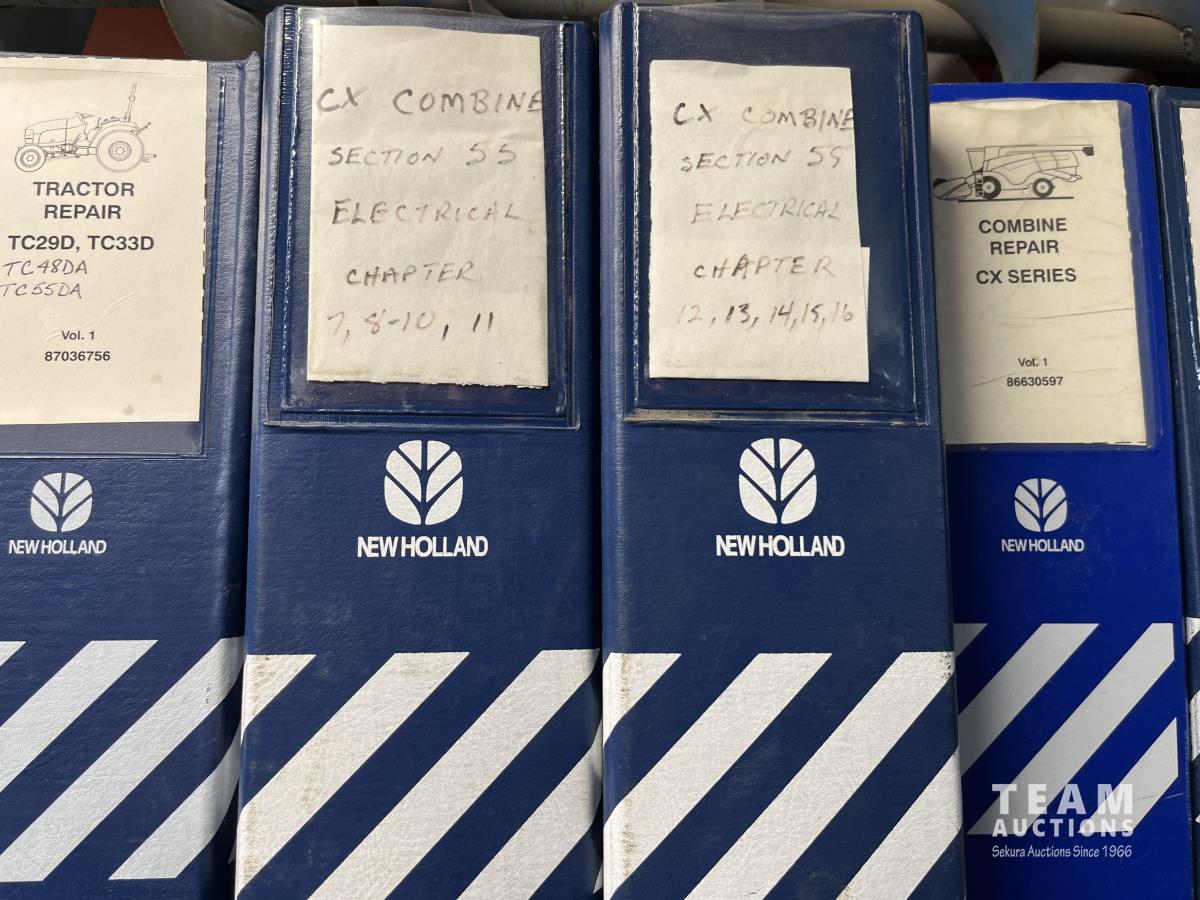 TRACTOR
REPAIR
TC29D, TC33D
TC48DA
TC55DA
Vol. 1
87036756
NEW HOLLAND
CX COMBINE
SECTION 55
ELECTRICAL
CHAPTER
7, 8-10, 11
NEW HOLLAND
CX COMBINE
SECTION 55
ELECTRICAL
CHAPTER
12, 13, 14, 15, 16
NEW HOLLAND
COMBINE
REPAIR
CX SERIES
Vol. 1
86630597
NEW HOLLAND
TEAM
AUCTIONS
Sekura Auctions Since 1966